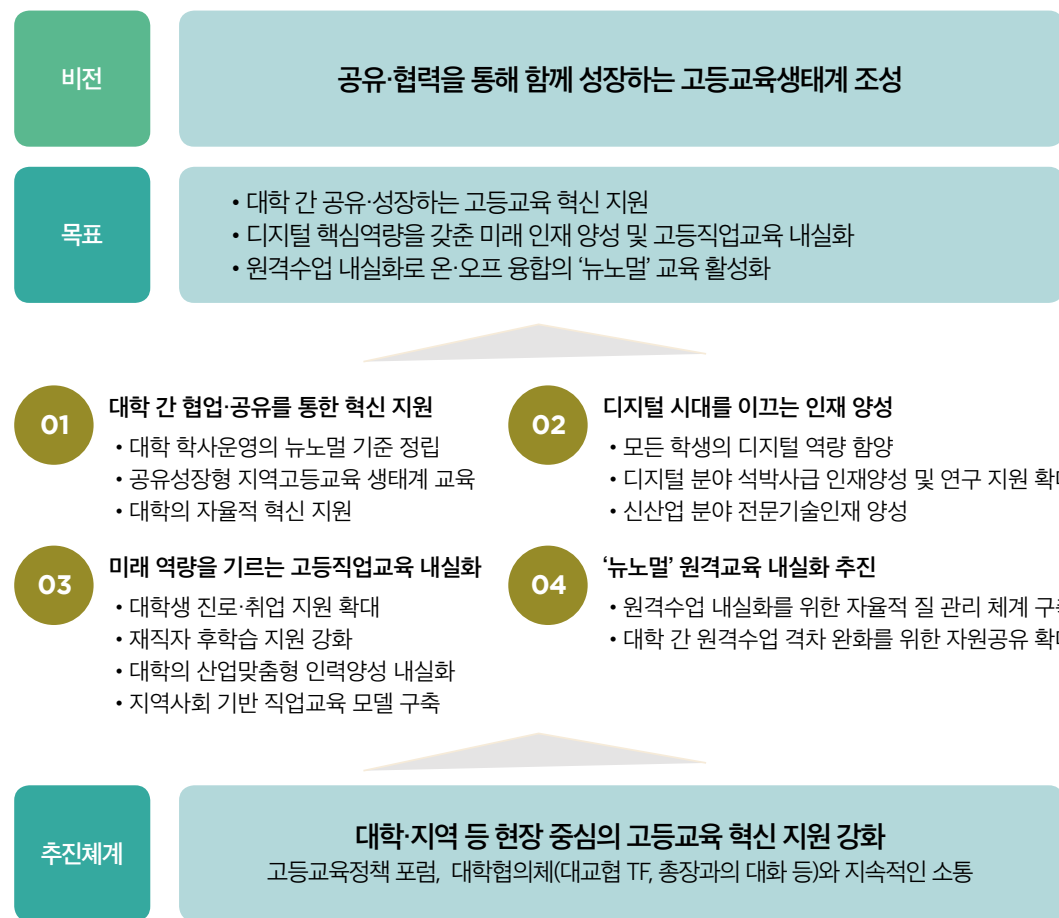 비전
공유·협력을 통해 함께 성장하는 고등교육생태계 조성
목표
• 대학 간 공유·성장하는 고등교육 혁신 지원
• 디지털 핵심역량을 갖춘 미래 인재 양성 및 고등직업교육 내실화
• 원격수업 내실화로 온·오프 융합의 ‘뉴노멀’ 교육 활성화
01
대학 간 협업·공유를 통한 혁신 지원
• 대학 학사운영의 뉴노멀 기준 정립
• 공유성장형 지역고등교육 생태계 교육
• 대학의 자율적 혁신 지원
02
디지털 시대를 이끄는 인재 양성
• 모든 학생의 디지털 역량 함양
• 디지털 분야 석박사급 인재양성 및 연구 지원
• 신산업 분야 전문기술인재 양성
03
미래 역량을 기르는 고등직업교육 내실화
• 대학생 진로·취업 지원 확대
• 재직자 후학습 지원 강화
• 대학의 산업맞춤형 인력양성 내실화
• 지역사회 기반 직업교육 모델 구축
04
‘뉴노멀’ 원격교육 내실화 추진
• 원격수업 내실화를 위한 자율적 질 관리 체계
• 대학 간 원격수업 격차 완화를 위한 자원공유
추진체계
대학·지역 등 현장 중심의 고등교육 혁신 지원 강화
고등교육정책 포럼, 대학협의체(대교협 TF, 총장과의 대화 등)와 지속적인 소통